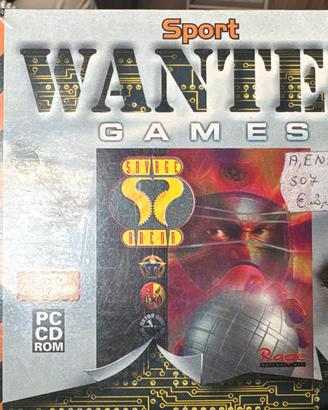 Sport
WANTE
GAMES
SAVAGE
ARENA
A,EN
507
PC
CD
ROM
Rage